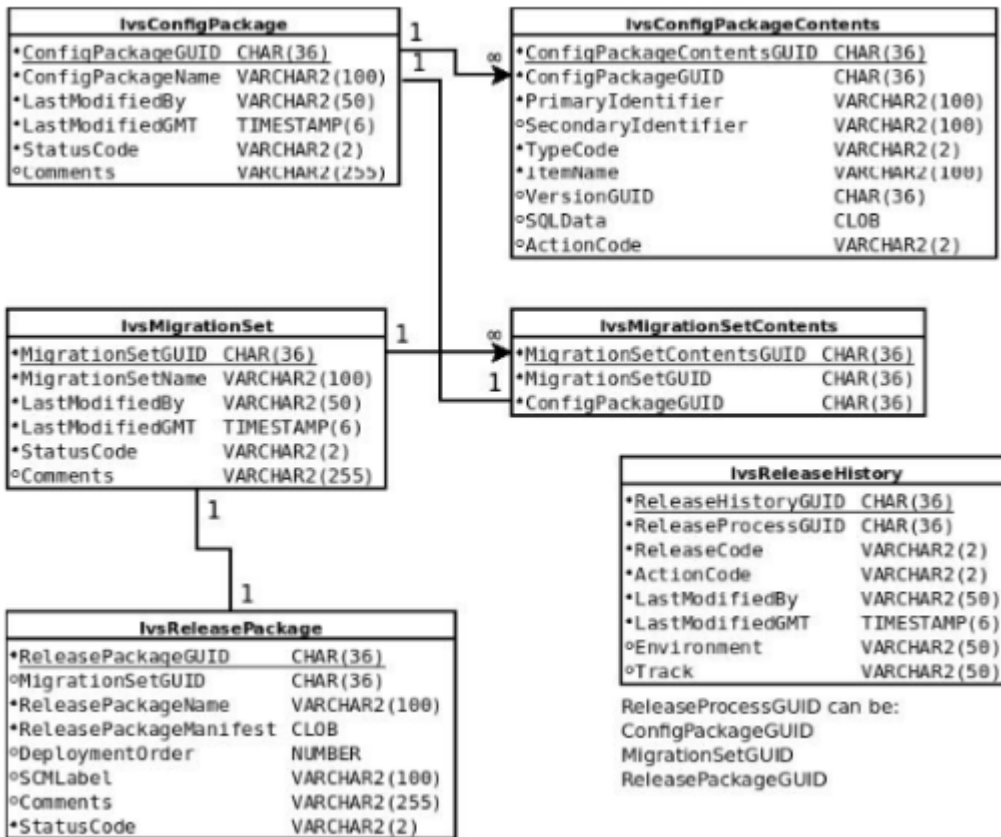 IvsConfigPackage
•ConfigPackageGUID CHAR(36)
•ConfigPackageName VARCHAR2(100)
•LastModifiedBy VARCHAR2(50)
•LastModifiedGMT TIMESTAMP(6)
•StatusCode VARCHAR2(2)
◦Comments VARCHAR2(255)
1
1
∞
IvsConfigPackageContents
•ConfigPackageContentsGUID CHAR(36)
•ConfigPackageGUID CHAR(36)
•PrimaryIdentifier VARCHAR2(100)
◦SecondaryIdentifier VARCHAR2(100)
•TypeCode VARCHAR2(2)
•ItemName VARCHAR2(100)
◦VersionGUID CHAR(36)
◦SQLData CLOB
◦ActionCode VARCHAR2(2)
IvsMigrationSet
•MigrationSetGUID CHAR(36)
•MigrationSetName VARCHAR2(100)
•LastModifiedBy VARCHAR2(50)
•LastModifiedGMT TIMESTAMP(6)
•StatusCode VARCHAR2(2)
◦Comments VARCHAR2(255)
1
∞
1
IvsMigrationSetContents
•MigrationSetContentsGUID CHAR(36)
•MigrationSetGUID CHAR(36)
•ConfigPackageGUID CHAR(36)
1
1
IvsReleasePackage
•ReleasePackageGUID CHAR(36)
◦MigrationSetGUID CHAR(36)
•ReleasePackageName VARCHAR2(100)
•ReleasePackageManifest CLOB
◦DeploymentOrder NUMBER
◦SCMLabel VARCHAR2(100)
◦Comments VARCHAR2(255)
•StatusCode VARCHAR2(2)
IvsReleaseHistory
•ReleaseHistoryGUID CHAR(36)
•ReleaseProcessGUID CHAR(36)
•ReleaseCode VARCHAR2(2)
•ActionCode VARCHAR2(2)
•LastModifiedBy VARCHAR2(50)
•LastModifiedGMT TIMESTAMP(6)
◦Environment VARCHAR2(50)
◦Track VARCHAR2(50)
ReleaseProcessGUID can be:
ConfigPackageGUID
MigrationSetGUID
ReleasePackageGUID